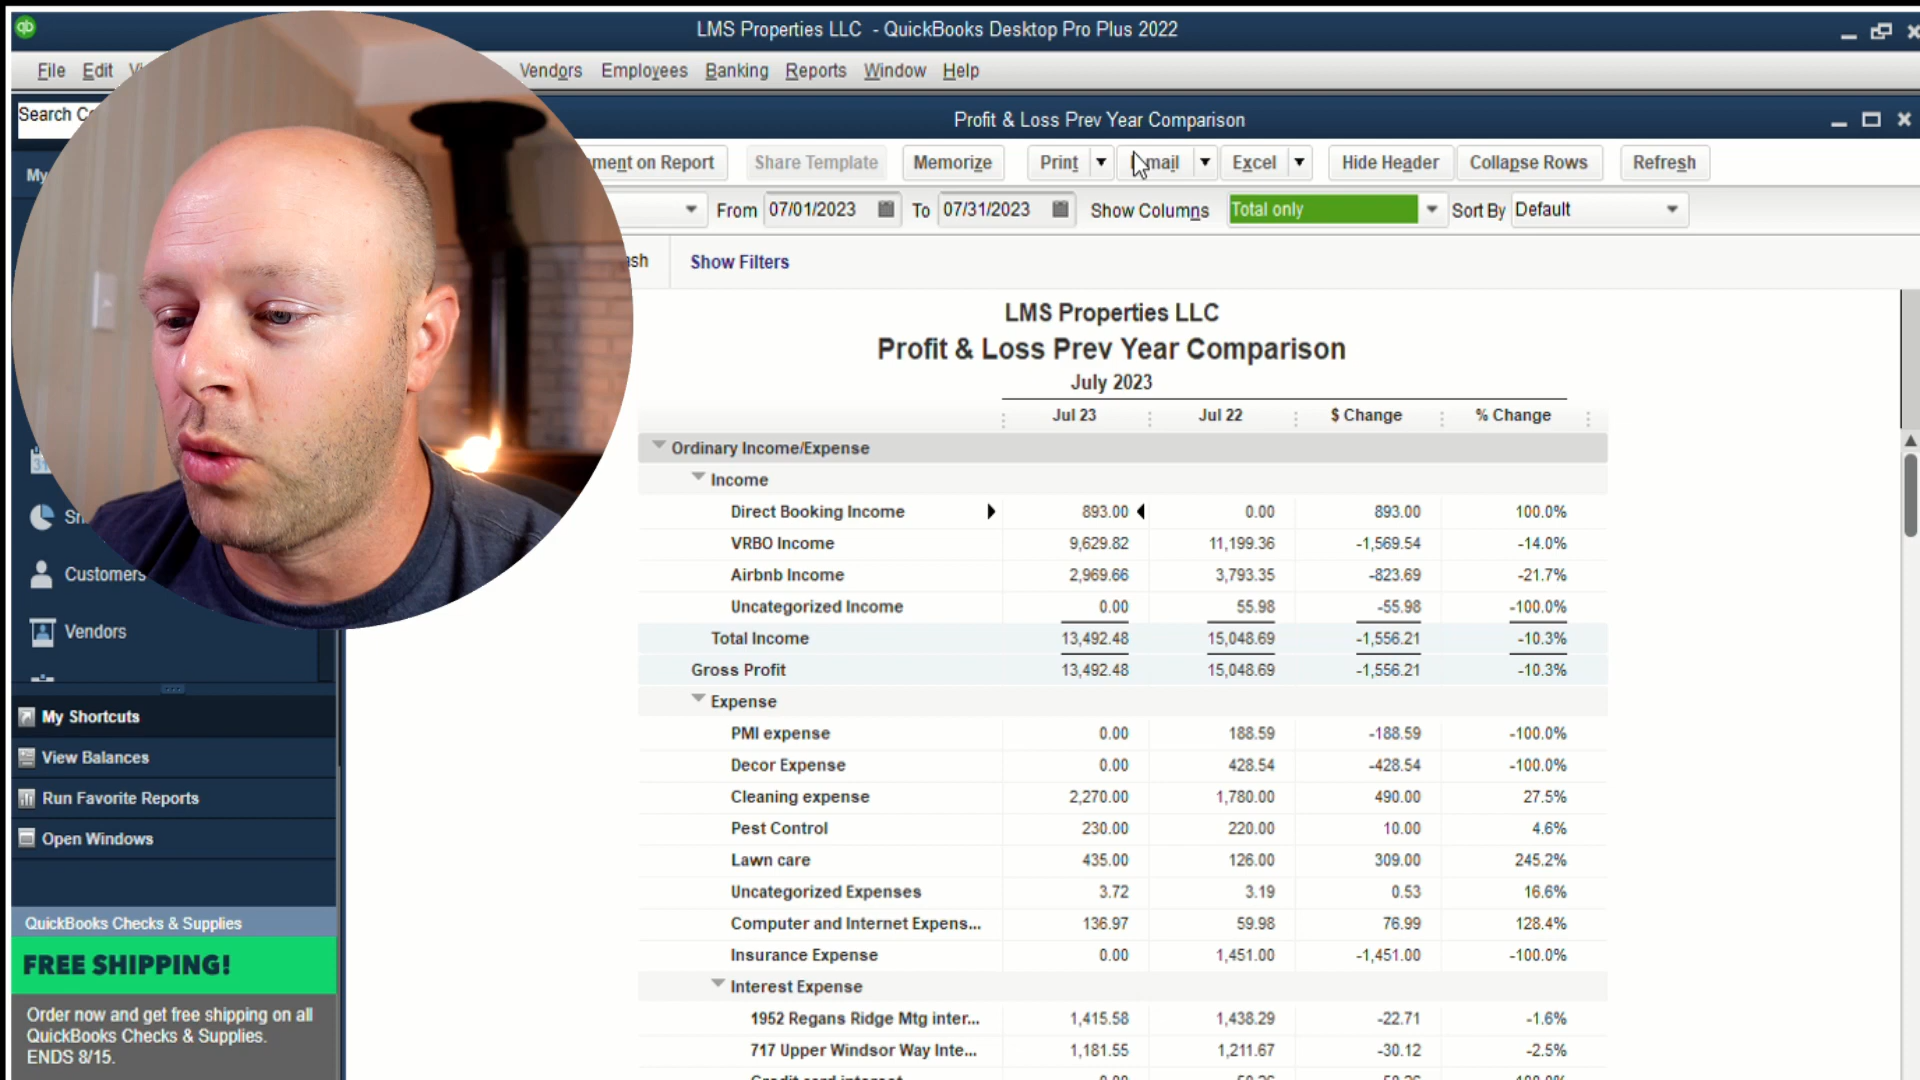 LMS Properties LLC - QuickBooks Desktop Pro Plus 2022
File Edit Vendors Employees Banking Reports Window Help
Search
Profit & Loss Prev Year Comparison
My
on Report Share Template Memorize Print Excel Hide Header Collapse Rows Refresh
From 07/01/2023 To 07/31/2023 Show Columns Total only Sort By Default
Show Filters
LMS Properties LLC
Profit & Loss Prev Year Comparison
July 2023
Jul 23 Jul 22 $ Change % Change
Ordinary Income/Expense
Income
Direct Booking Income 893.00 0.00 893.00 100.0%
VRBO Income 9,629.82 11,199.36 -1,569.54 -14.0%
Airbnb Income 2,969.66 3,793.35 -823.69 -21.7%
Uncategorized Income 0.00 55.98 -55.98 -100.0%
Total Income 13,492.48 15,048.69 -1,556.21 -10.3%
Gross Profit 13,492.48 15,048.69 -1,556.21 -10.3%
Expense
PMI expense 0.00 188.59 -188.59 -100.0%
Decor Expense 0.00 428.54 -428.54 -100.0%
Cleaning expense 2,270.00 1,780.00 490.00 27.5%
Pest Control 230.00 220.00 10.00 4.6%
Lawn care 435.00 126.00 309.00 245.2%
Uncategorized Expenses 3.72 3.19 0.53 16.6%
Computer and Internet Expens... 136.97 59.98 76.99 128.4%
Insurance Expense 0.00 1,451.00 -1,451.00 -100.0%
Interest Expense
1952 Regans Ridge Mtg inter... 1,415.58 1,438.29 -22.71 -1.6%
717 Upper Windsor Way Inte... 1,181.55 1,211.67 -30.12 -2.5%
Customers
Vendors
My Shortcuts
View Balances
Run Favorite Reports
Open Windows
QuickBooks Checks & Supplies
FREE SHIPPING!
Order now and get free shipping on all
QuickBooks Checks & Supplies.
ENDS 8/15.